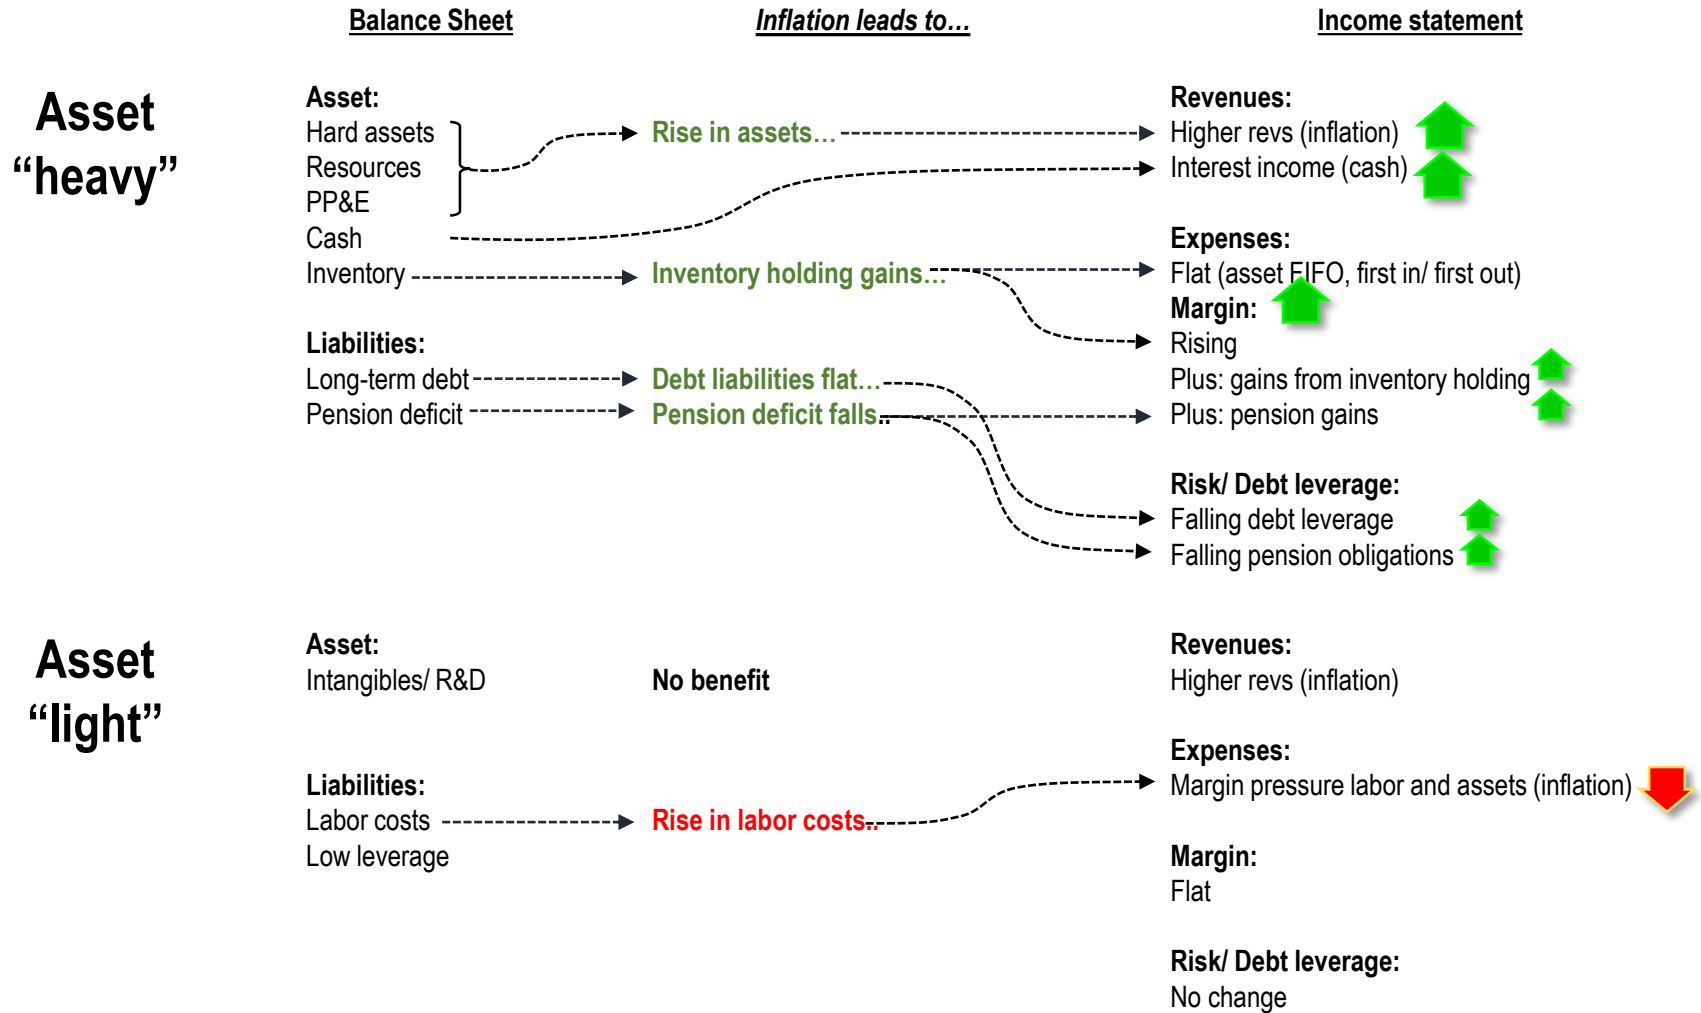 Balance Sheet
Inflation leads to…
Income statement
Asset
“heavy”
Asset:
Hard assets
Resources
PP&E
Cash
Inventory
Liabilities:
Long-term debt
Pension deficit
Rise in assets…
Inventory holding gains…
Debt liabilities flat…
Pension deficit falls..
Revenues:
Higher revs (inflation)
Interest income (cash)
Expenses:
Flat (asset FIFO, first in/ first out)
Margin:
Rising
Plus: gains from inventory holding
Plus: pension gains
Risk/ Debt leverage:
Falling debt leverage
Falling pension obligations
Asset
“light”
Asset:
Intangibles/ R&D
Liabilities:
Labor costs
Low leverage
No benefit
Rise in labor costs..
Revenues:
Higher revs (inflation)
Expenses:
Margin pressure labor and assets (inflation)
Margin:
Flat
Risk/ Debt leverage:
No change